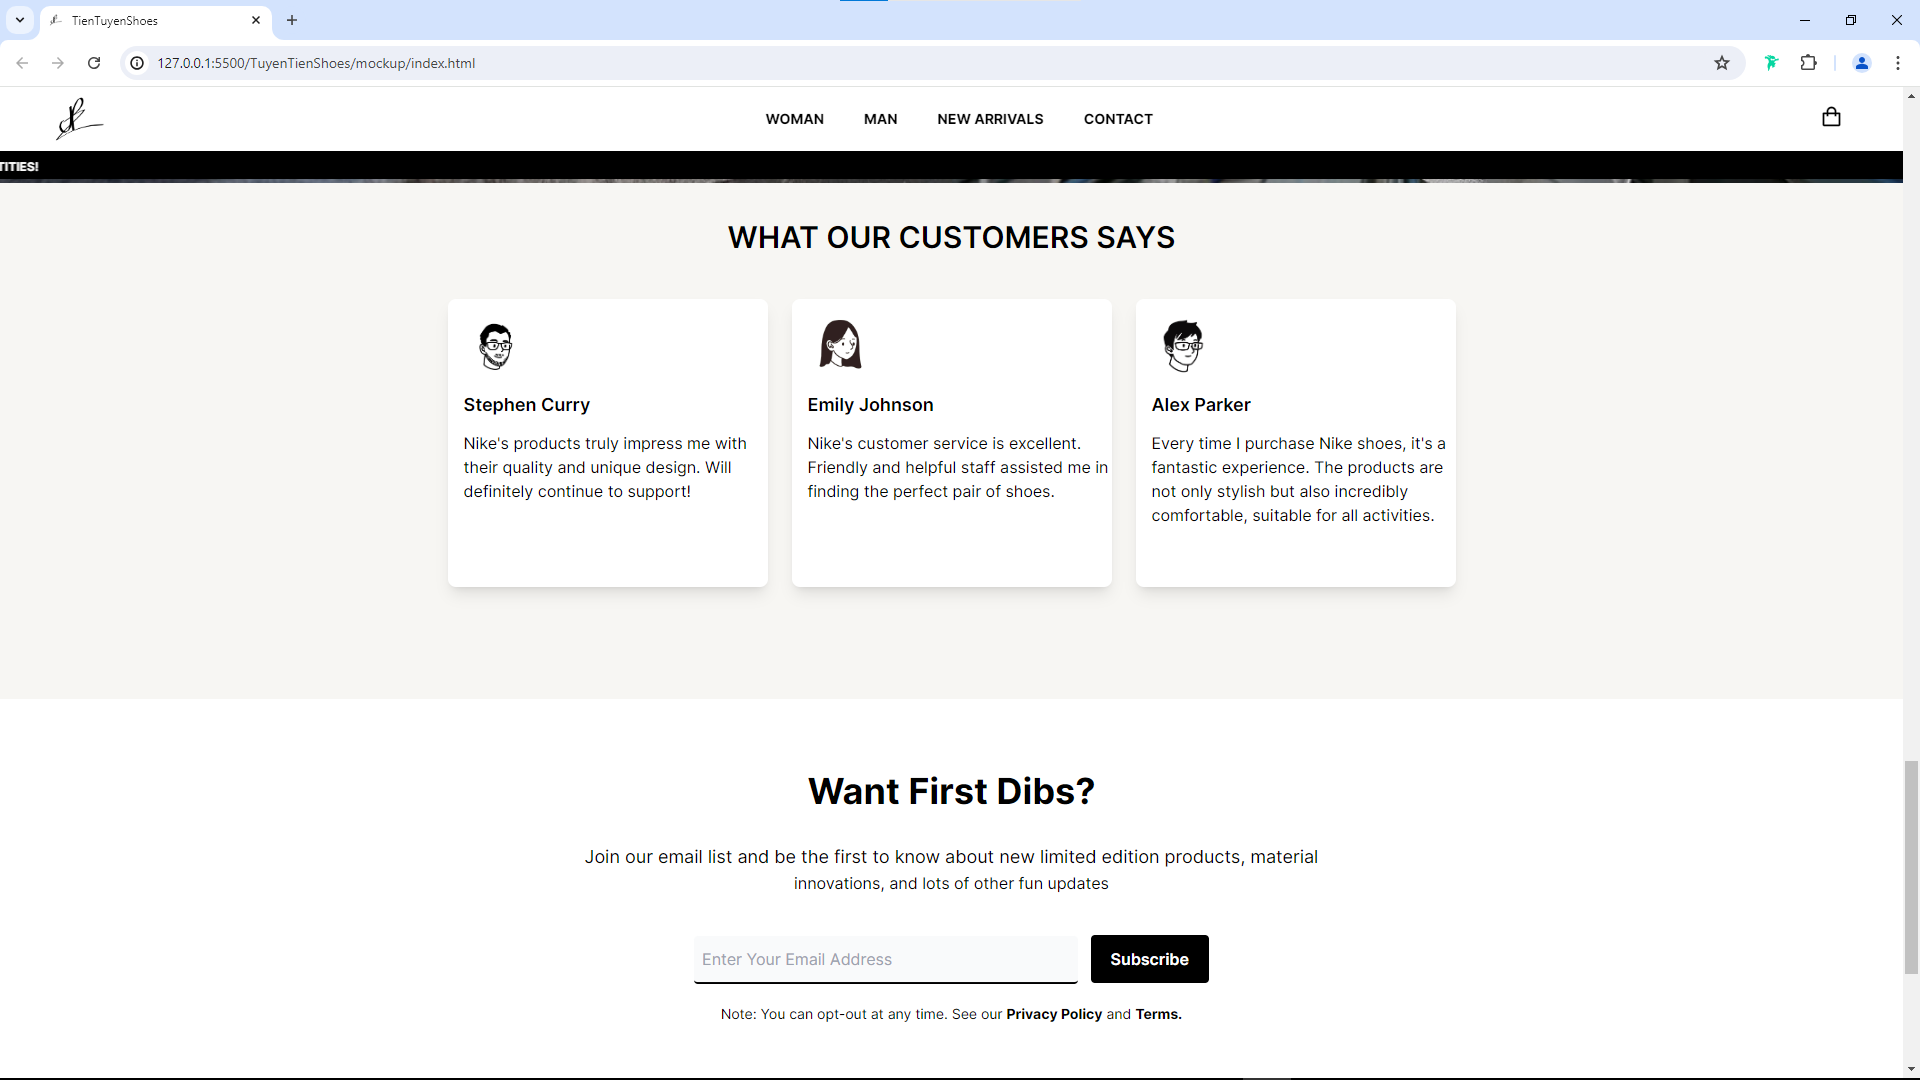 TienTuyenShoes
127.0.0.1:5500/TuyenTienShoes/mockup/index.html
WOMAN MAN NEW ARRIVALS CONTACT
TITIES!
WHAT OUR CUSTOMERS SAYS
Stephen Curry
Nike's products truly impress me with
their quality and unique design. Will
definitely continue to support!
Emily Johnson
Nike's customer service is excellent.
Friendly and helpful staff assisted me in
finding the perfect pair of shoes.
Alex Parker
Every time I purchase Nike shoes, it's a
fantastic experience. The products are
not only stylish but also incredibly
comfortable, suitable for all activities.
Want First Dibs?
Join our email list and be the first to know about new limited edition products, material
innovations, and lots of other fun updates
Enter Your Email Address
Subscribe
Note: You can opt-out at any time. See our Privacy Policy and Terms.